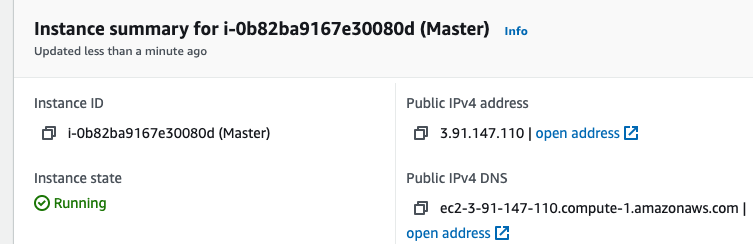 Instance summary for i-0b82ba9167e30080d (Master) Info
Updated less than a minute ago
Instance ID
i-0b82ba9167e30080d (Master)
Instance state
Running
Public IPv4 address
3.91.147.110 | open address
Public IPv4 DNS
ec2-3-91-147-110.compute-1.amazonaws.com |
open address